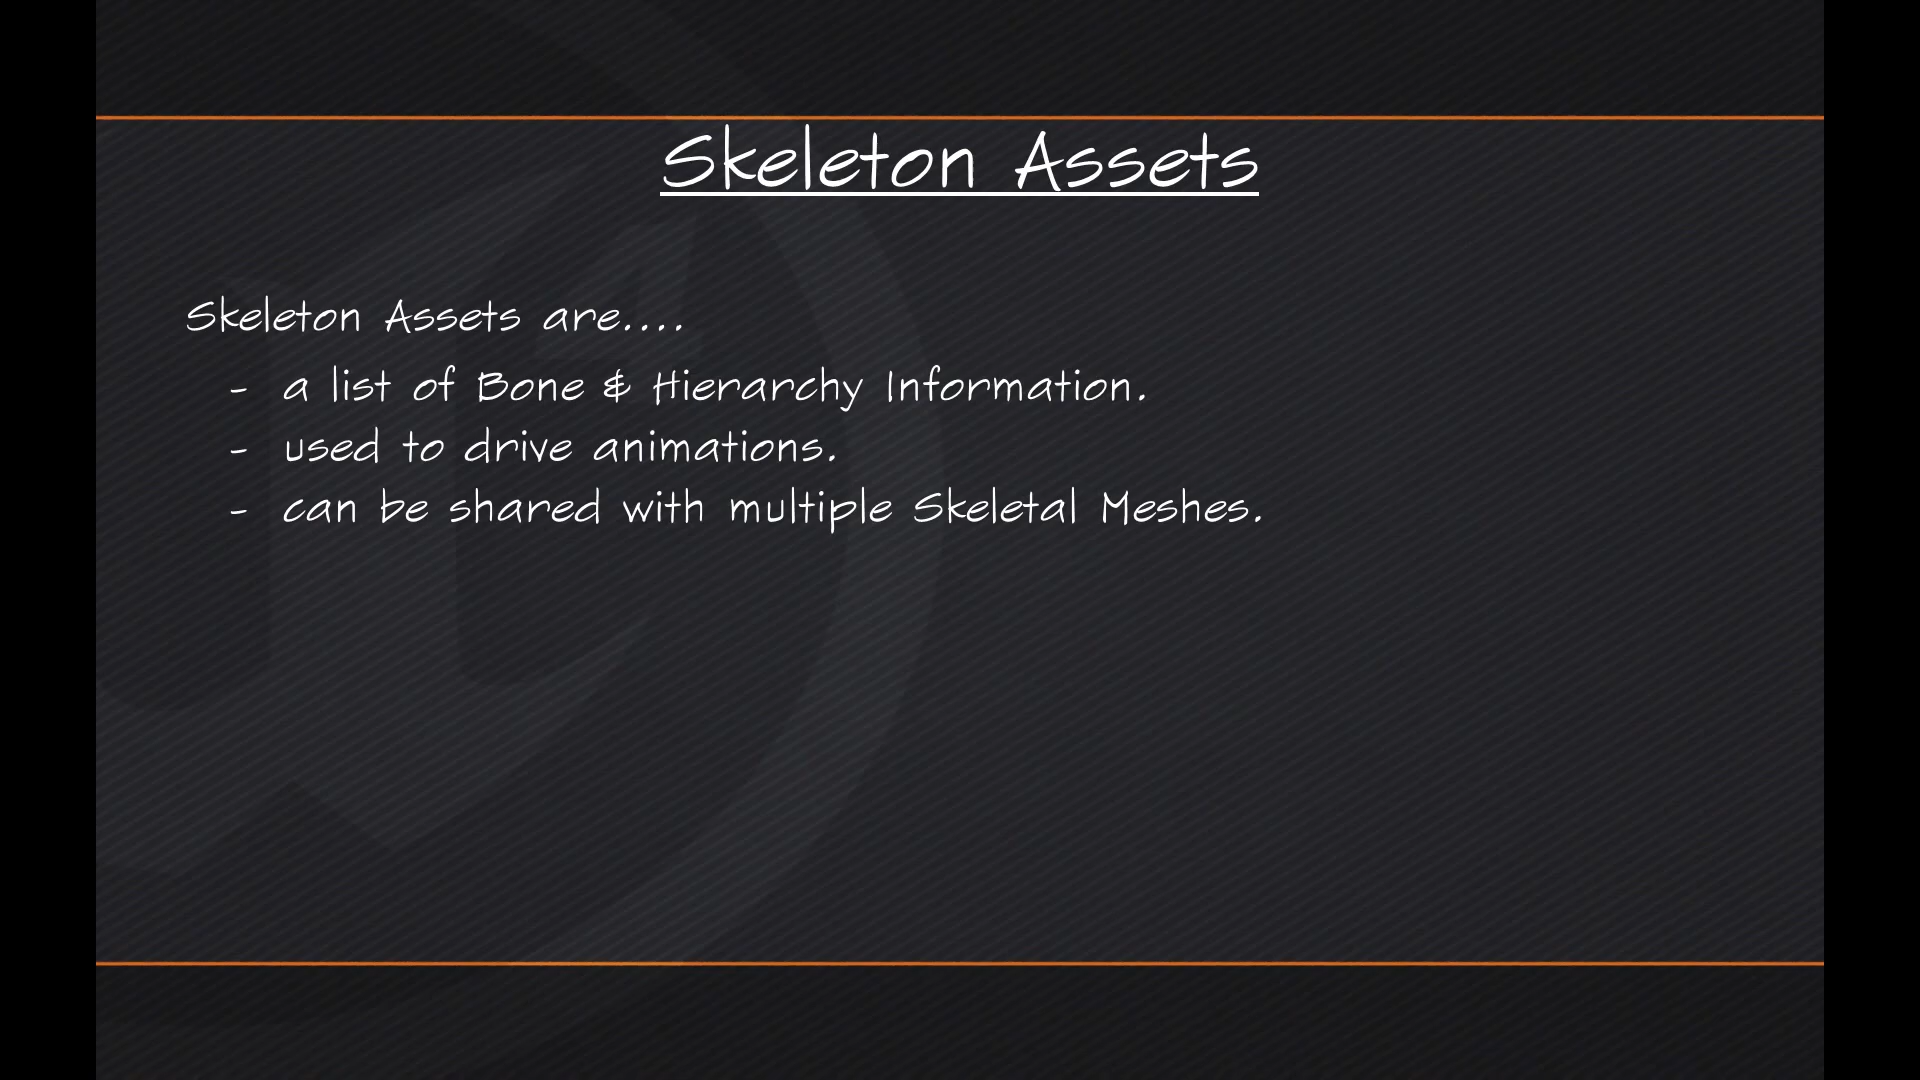 Skeleton Assets
Skeleton Assets are....
- a list of Bone & Hierarchy Information.
- used to drive animations.
- can be shared with multiple Skeletal Meshes.